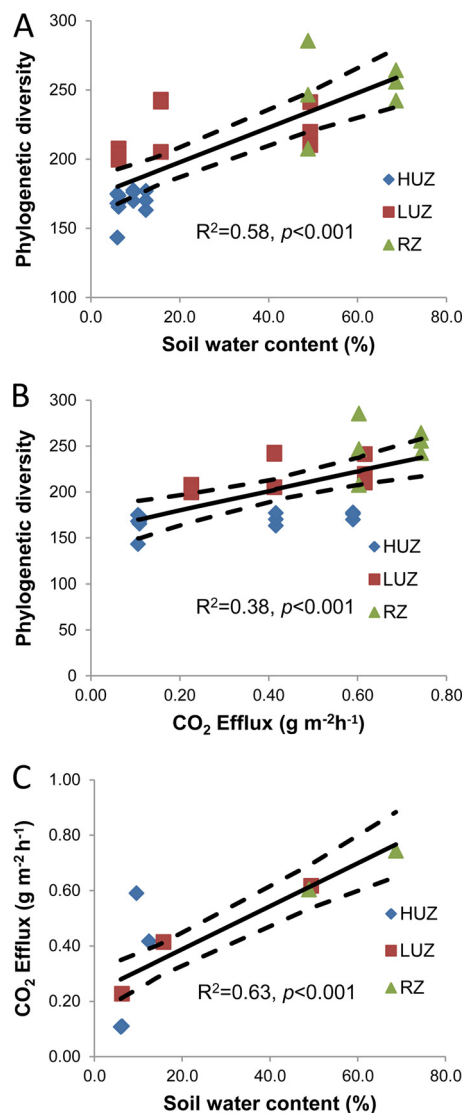 A
Phylogenetic diversity
300
250
200
150
100
HUZ
LUZ
RZ
R²=0.58, p<0.001
0.0 20.0 40.0 60.0 80.0
Soil water content (%)
B
Phylogenetic diversity
300
250
200
150
100
50
0
HUZ
LUZ
RZ
R²=0.38, p<0.001
0.00 0.20 0.40 0.60 0.80
CO₂ Efflux (g m⁻²h⁻¹)
C
CO₂ Efflux (g m⁻² h⁻¹)
1.00
0.80
0.60
0.40
0.20
0.00
HUZ
LUZ
RZ
R²=0.63, p<0.001
0.0 20.0 40.0 60.0 80.0
Soil water content (%)